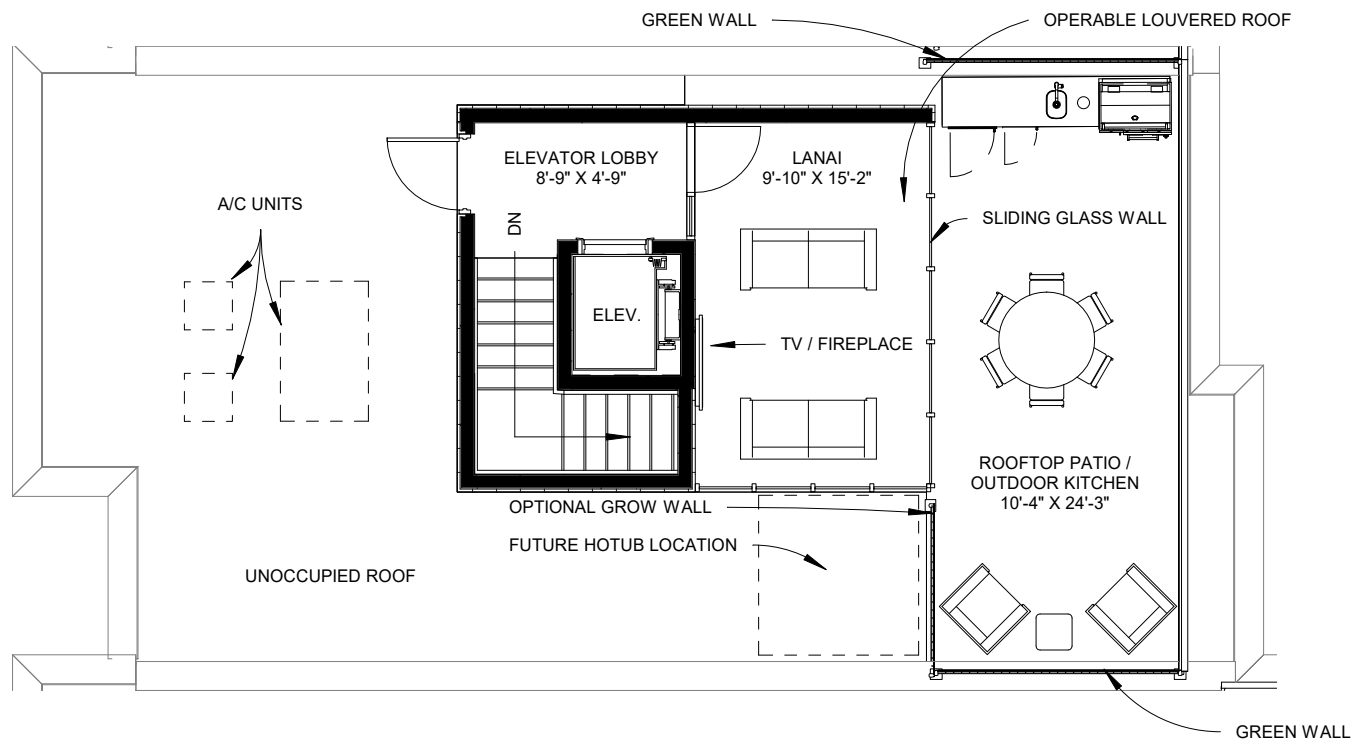 GREEN WALL
OPERABLE LOUVERED ROOF
ELEVATOR LOBBY
8'-9" X 4'-9"
LANAI
9'-10" X 15'-2"
A/C UNITS
DN
SLIDING GLASS WALL
ELEV.
TV / FIREPLACE
ROOFTOP PATIO /
OUTDOOR KITCHEN
10'-4" X 24'-3"
OPTIONAL GROW WALL
FUTURE HOTUB LOCATION
UNOCCUPIED ROOF
GREEN WALL